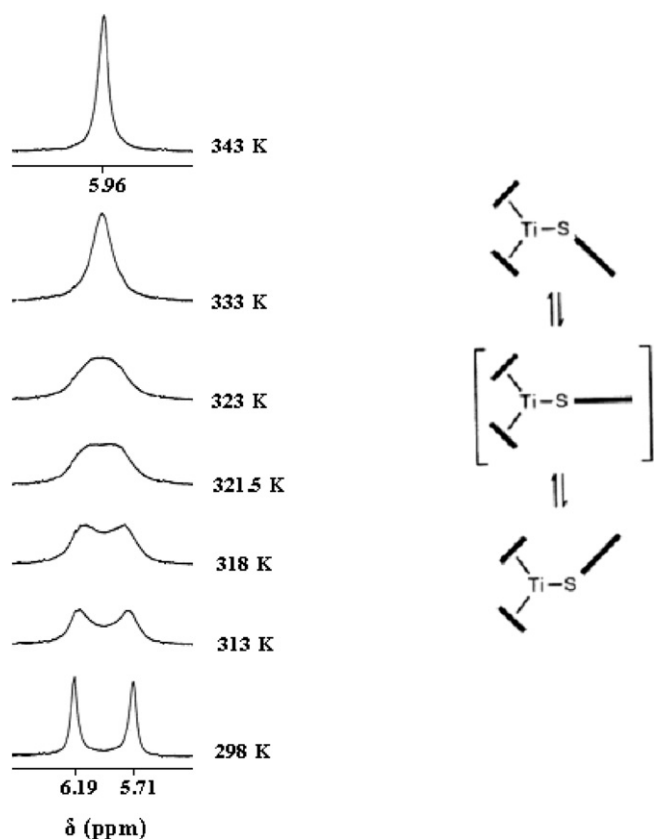 343 K
5.96
333 K
323 K
321.5 K
318 K
313 K
298 K
6.19 5.71
δ (ppm)
Ti S
Ti S
Ti S